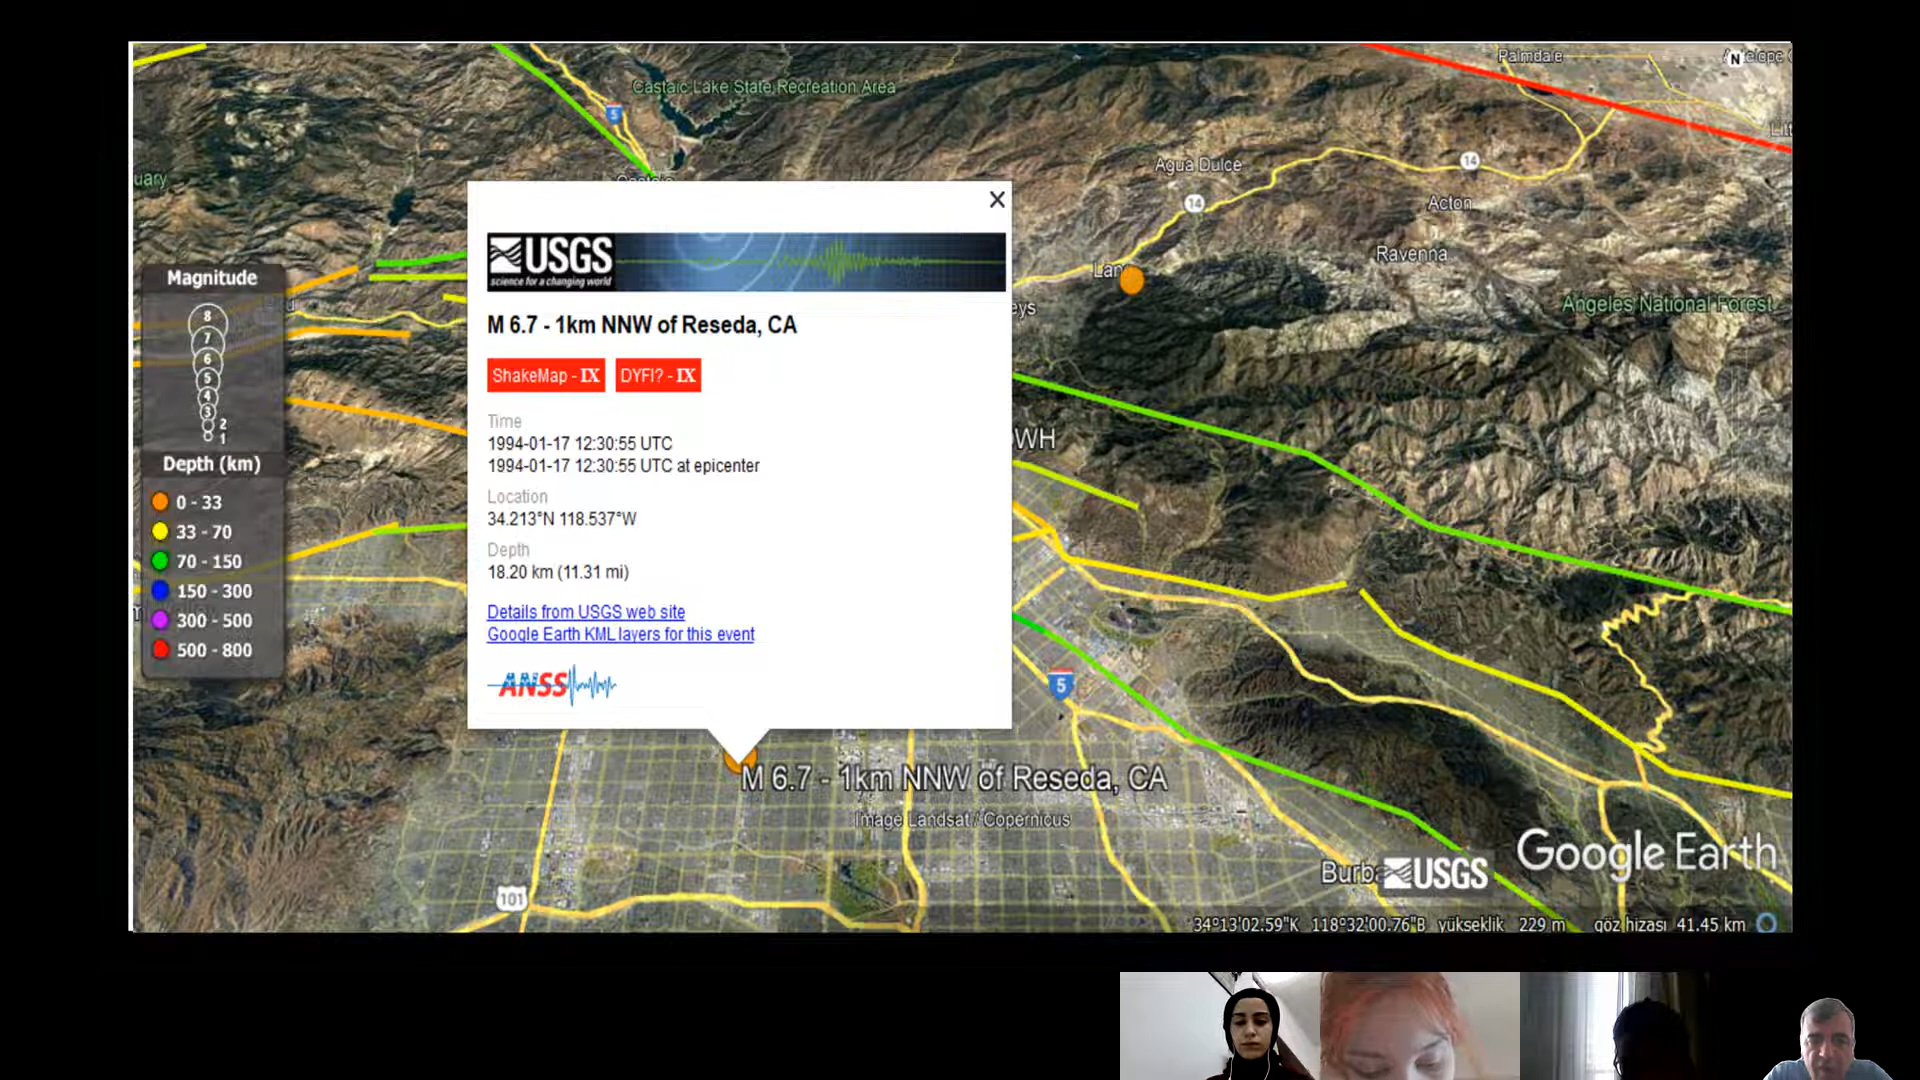 Castaic Lake State Recreation Area
Palmdale
N
5
14
Agua Dulce
14
Acton
Ravenna
Angeles National Forest
uary
Magnitude
8
7
6
5
4
3
2
1
Depth (km)
0 - 33
33 - 70
70 - 150
150 - 300
300 - 500
500 - 800
USGS
science for a changing world
M 6.7 - 1km NNW of Reseda, CA
ShakeMap - IX DYFI? - IX
Time
1994-01-17 12:30:55 UTC
1994-01-17 12:30:55 UTC at epicenter
Location
34.213°N 118.537°W
Depth
18.20 km (11.31 mi)
Details from USGS web site
Google Earth KML layers for this event
ANSS
5
M 6.7 - 1km NNW of Reseda, CA
Image Landsat / Copernicus
101
Burb
USGS
Google Earth
34°13'02.59"K 118°32'00.76"B yükseklik 229 m göz hizası 41.45 km